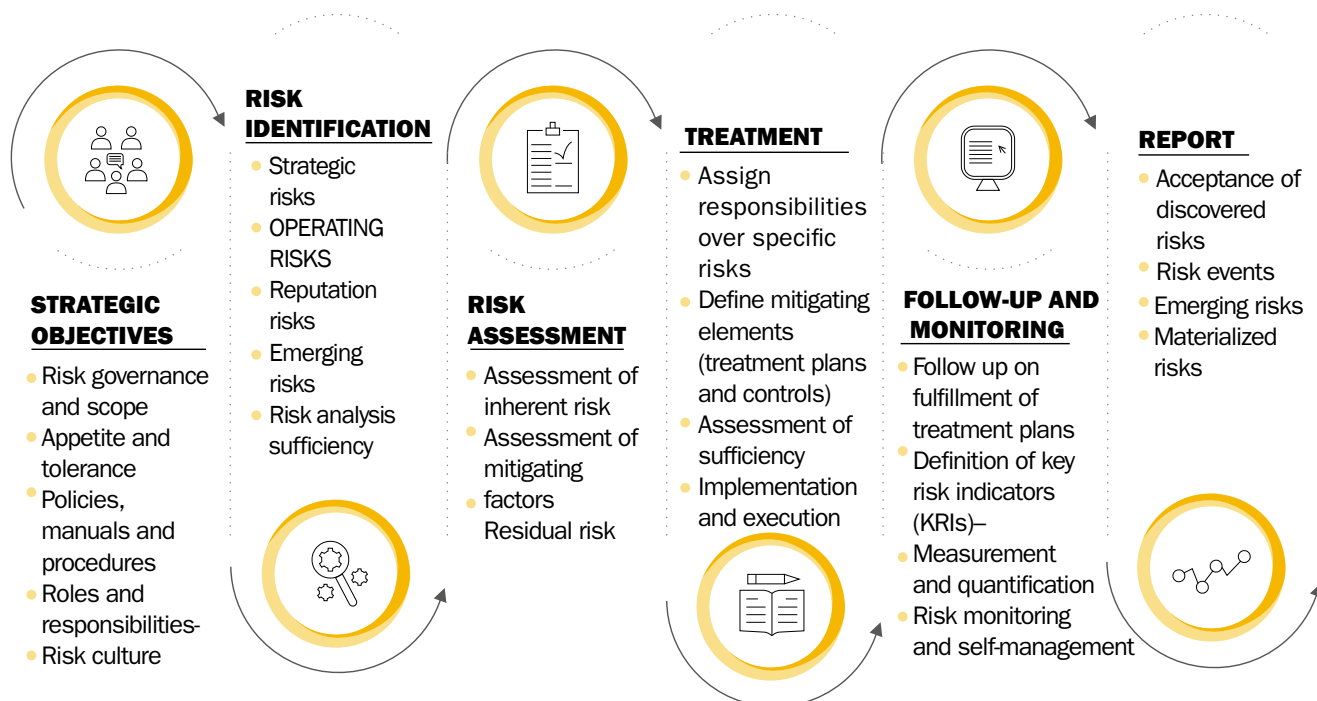 STRATEGIC
OBJECTIVES
Risk governance
and scope
Appetite and
tolerance
Policies,
manuals and
procedures
Roles and
responsibilities-
Risk culture
RISK
IDENTIFICATION
Strategic
risks
OPERATING
RISKS
Reputation
risks
Emerging
risks
Risk analysis
sufficiency
RISK
ASSESSMENT
Assessment of
inherent risk
Assessment of
mitigating
factors
Residual risk
TREATMENT
Assign
responsibilities
over specific
risks
Define mitigating
elements
(treatment plans
and controls)
Assessment of
sufficiency
Implementation
and execution
FOLLOW-UP AND
MONITORING
Follow up on
fulfillment of
treatment plans
Definition of key
risk indicators
(KRIs)–
Measurement
and quantification
Risk monitoring
and self-management
REPORT
Acceptance of
discovered
risks
Risk events
Emerging risks
Materialized
risks